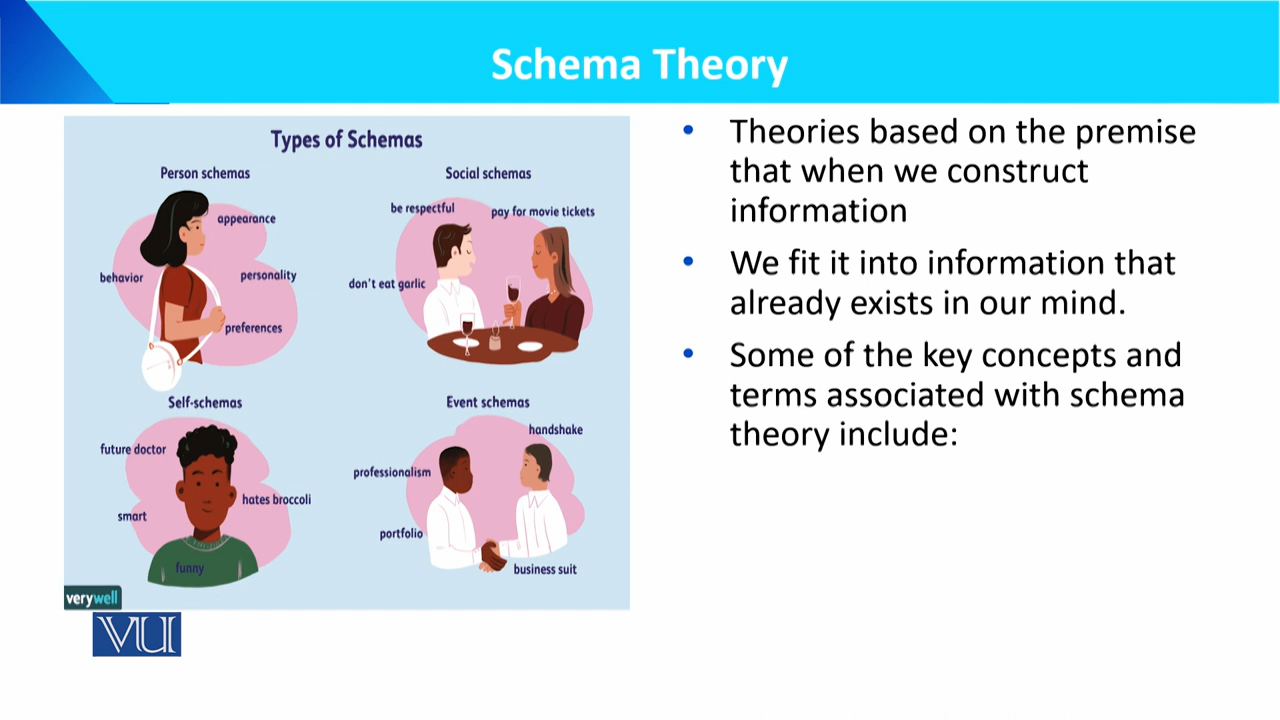 Schema Theory
Types of Schemas
Person schemas
appearance
behavior
personality
preferences
Social schemas
be respectful
pay for movie tickets
don't eat garlic
Self-schemas
future doctor
hates broccoli
smart
funny
Event schemas
handshake
professionalism
portfolio
business suit
verywell
VU
• Theories based on the premise
that when we construct
information
• We fit it into information that
already exists in our mind.
• Some of the key concepts and
terms associated with schema
theory include: